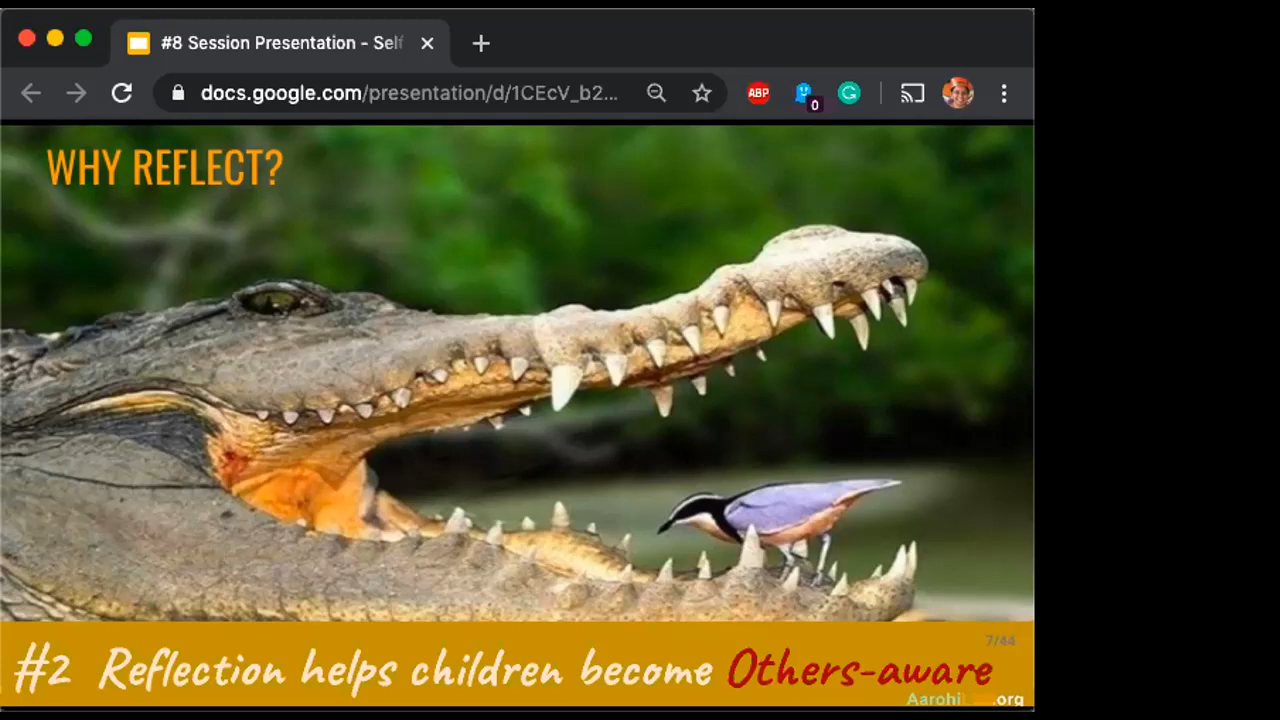 #8 Session Presentation - Self
docs.google.com/presentation/d/1CEcV_b2...
ABP
0
WHY REFLECT?
7/44
#2 Reflection helps children become Others-aware
Aarohi .org